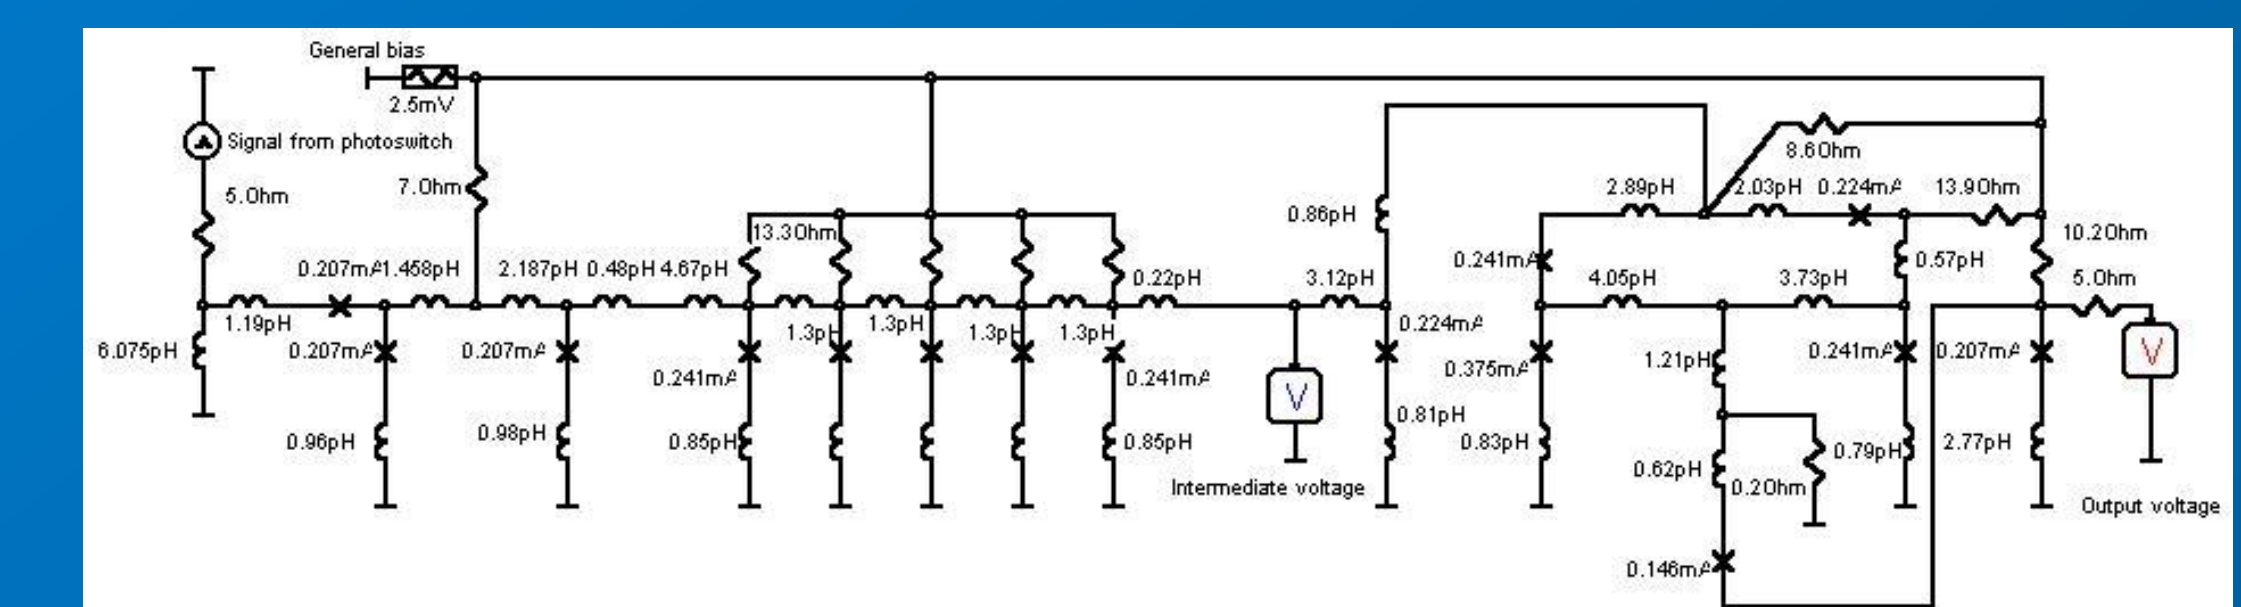 General bias
2.5mV
Signal from photoswitch
5.Ohm
7.Ohm
8.6Ohm
2.89pH 2.03pH 0.224mA 13.9Ohm
0.86pH
13.3Ohm
10.2Ohm
0.207mA 1.458pH 2.187pH 0.48pH 4.67pH 0.22pH 3.12pH 0.241mA 4.05pH 3.73pH 0.57pH 5.Ohm
1.19pH 1.3pH 1.3pH 1.3pH 1.3pH 0.224mA
6.075pH 0.207mA 0.207mA 0.241mA 0.241mA 0.375mA 1.21pH 0.241mA 0.207mA
V V
0.96pH 0.98pH 0.85pH 0.85pH 0.81pH 0.83pH 0.62pH 0.2Ohm 0.79pH 2.77pH
Intermediate voltage
Output voltage
0.146mA